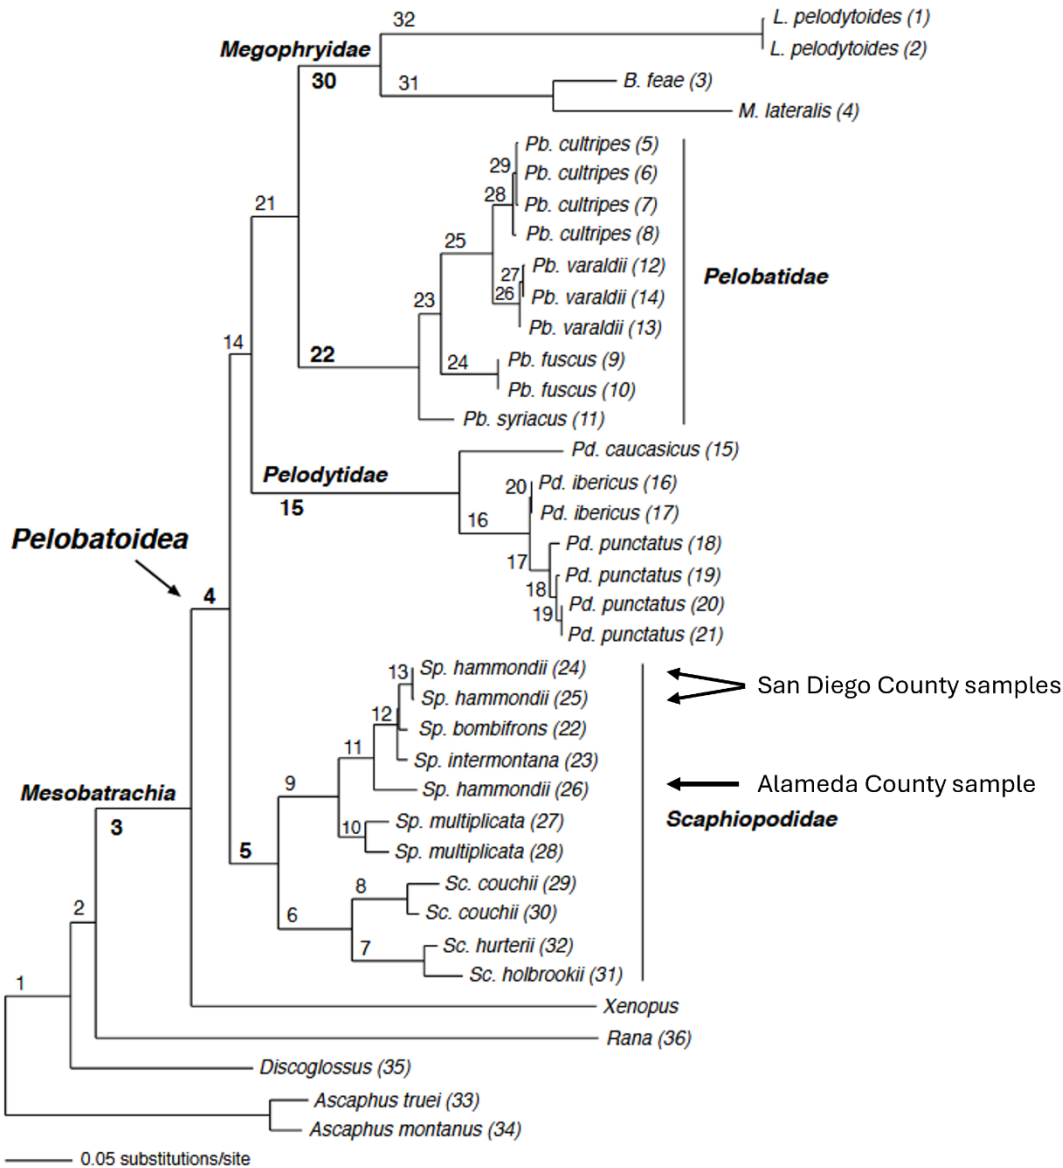 32
L. pelodytoides (1)
Megophryidae
L. pelodytoides (2)
30
31
B. feae (3)
M. lateralis (4)
Pb. cultripes (5)
29
Pb. cultripes (6)
28
Pb. cultripes (7)
21
Pb. cultripes (8)
25
Pb. varaldii (12)
27
Pelobatidae
26
Pb. varaldii (14)
23
Pb. varaldii (13)
14
22
24
Pb. fuscus (9)
Pb. fuscus (10)
Pb. syriacus (11)
Pd. caucasicus (15)
Pelodytidae
20
Pd. ibericus (16)
15
Pd. ibericus (17)
16
Pelobatoidea
Pd. punctatus (18)
17
Pd. punctatus (19)
18
4
Pd. punctatus (20)
19
Pd. punctatus (21)
13
Sp. hammondii (24)
San Diego County samples
Sp. hammondii (25)
12
Sp. bombifrons (22)
11
Sp. intermontana (23)
9
Sp. hammondii (26)
Alameda County sample
Mesobatrachia
3
Sp. multiplicata (27)
Scaphiopodidae
10
5
Sp. multiplicata (28)
8
Sc. couchii (29)
2
6
Sc. couchii (30)
7
Sc. hurterii (32)
Sc. holbrookii (31)
1
Xenopus
Rana (36)
Discoglossus (35)
Ascaphus truei (33)
Ascaphus montanus (34)
0.05 substitutions/site